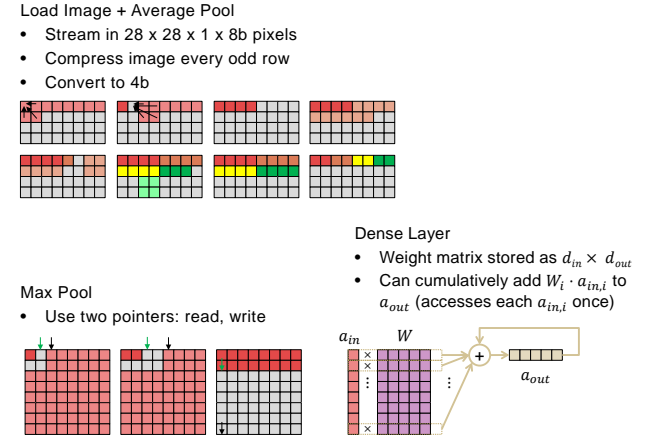 Load Image + Average Pool
• Stream in 28 x 28 x 1 x 8b pixels
• Compress image every odd row
• Convert to 4b
Dense Layer
• Weight matrix stored as d_in × d_out
• Can cumulatively add W_i · a_in,i to
a_out (accesses each a_in,i once)
Max Pool
• Use two pointers: read, write
a_in W
×
×
+
⋮ ⋮
a_out
×